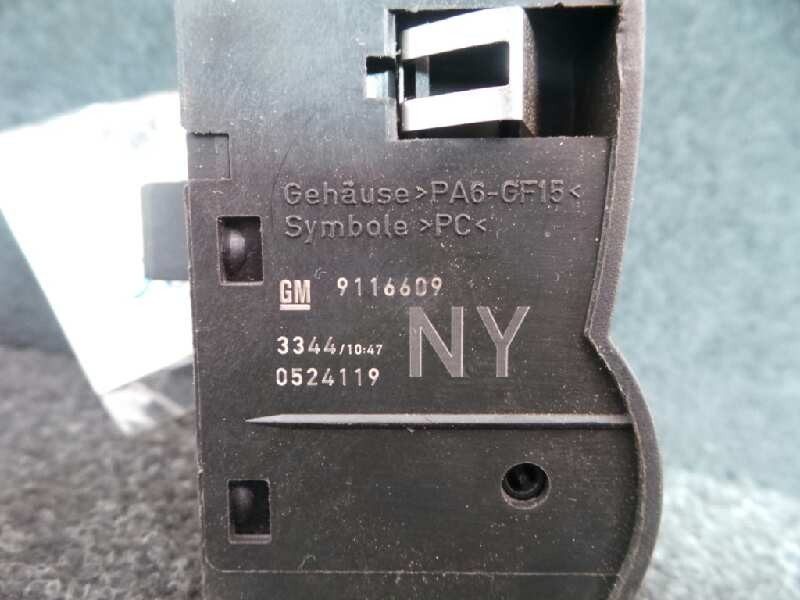 Gehäuse >PA6-GF15<
Symbole >PC<
GM 9116609
3344/10:47 NY
0524119